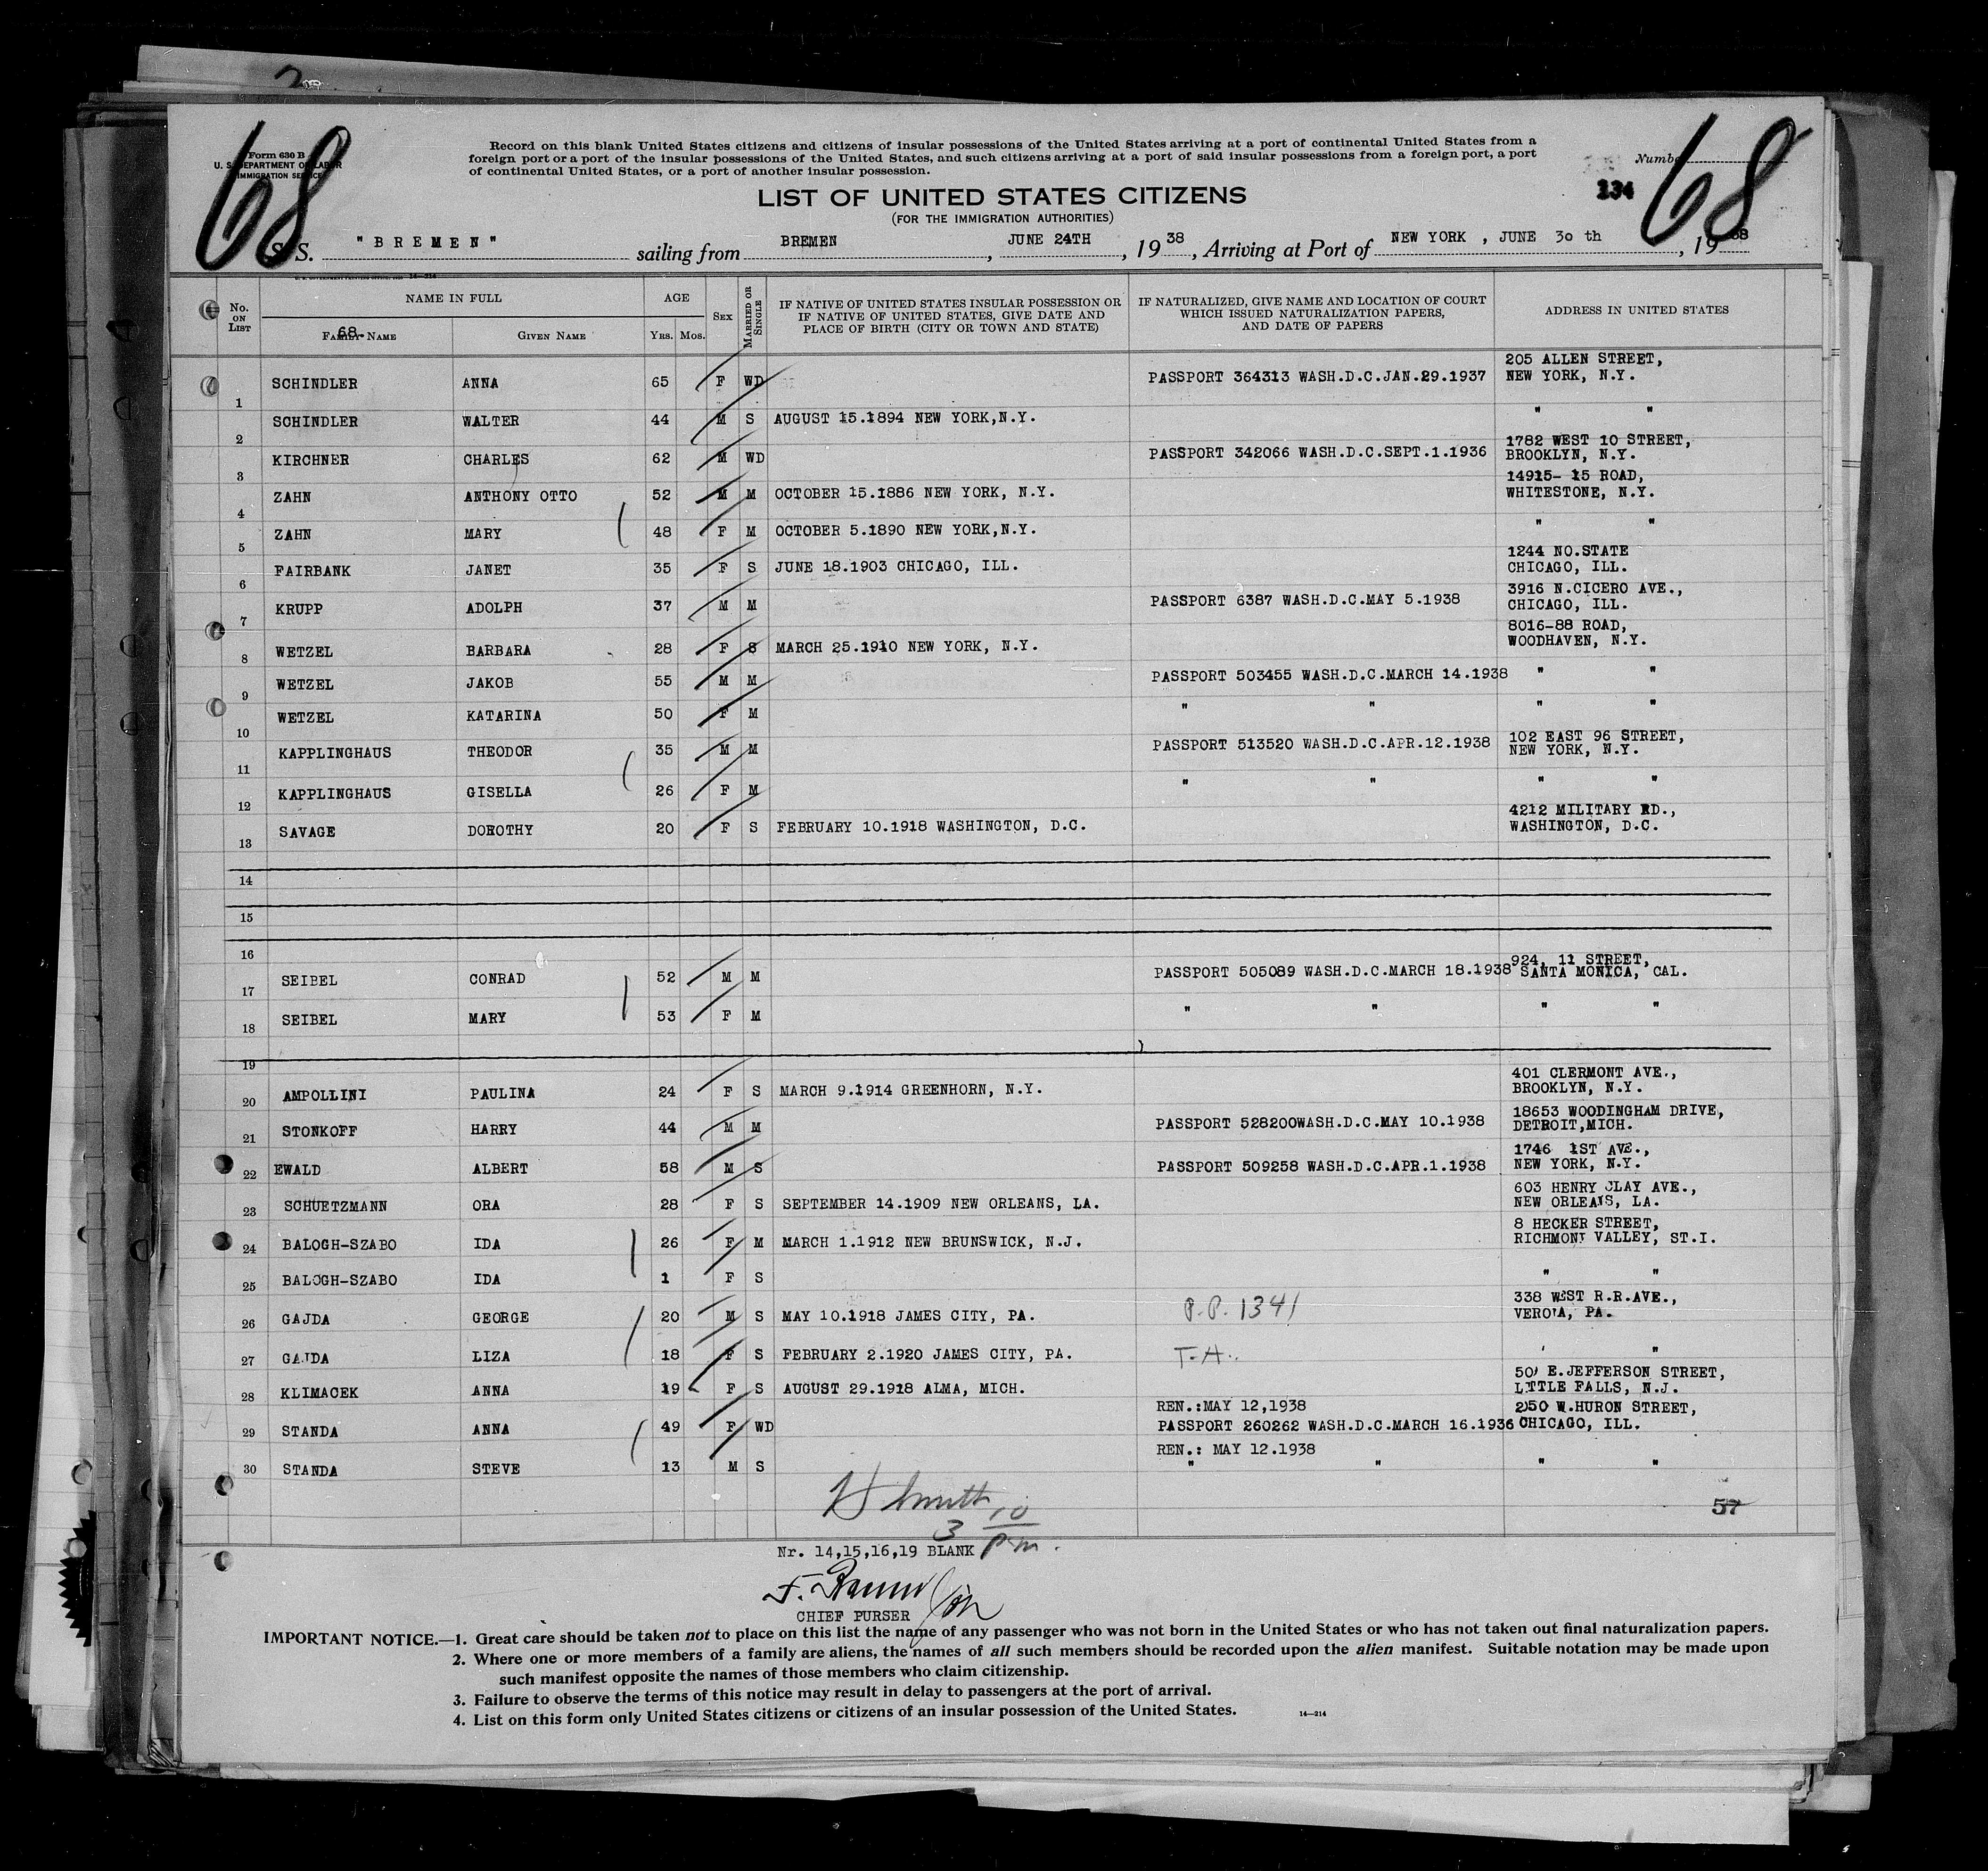 68
68
Form 630 B
U. S. DEPARTMENT OF LABOR
IMMIGRATION SERVICE
Record on this blank United States citizens and citizens of insular possessions of the United States arriving at a port of continental United States from a
foreign port or a port of the insular possessions of the United States, and such citizens arriving at a port of said insular possessions from a foreign port, a port
of continental United States, or a port of another insular possession.
Number
134
LIST OF UNITED STATES CITIZENS
(FOR THE IMMIGRATION AUTHORITIES)
S.S. "BREMEN" sailing from BREMEN, JUNE 24TH, 1938, Arriving at Port of NEW YORK, JUNE 30 th, 1938
No. ON LIST
NAME IN FULL
68.
FAMILY NAME
GIVEN NAME
AGE
YRS. MOS.
SEX
MARRIED OR SINGLE
IF NATIVE OF UNITED STATES INSULAR POSSESSION OR
IF NATIVE OF UNITED STATES, GIVE DATE AND
PLACE OF BIRTH (CITY OR TOWN AND STATE)
IF NATURALIZED, GIVE NAME AND LOCATION OF COURT
WHICH ISSUED NATURALIZATION PAPERS,
AND DATE OF PAPERS
ADDRESS IN UNITED STATES
1 SCHINDLER ANNA 65 F WD PASSPORT 364313 WASH.D.C.JAN.29.1937 205 ALLEN STREET, NEW YORK, N.Y.
2 SCHINDLER WALTER 44 M S AUGUST 15.1894 NEW YORK,N.Y. " "
3 KIRCHNER CHARLES 62 M WD PASSPORT 342066 WASH.D.C.SEPT.1.1936 1782 WEST 10 STREET, BROOKLYN, N.Y.
4 ZAHN ANTHONY OTTO 52 M M OCTOBER 15.1886 NEW YORK, N.Y. 14915- 15 ROAD, WHITESTONE, N.Y.
5 ZAHN MARY 48 F M OCTOBER 5.1890 NEW YORK,N.Y. " "
6 FAIRBANK JANET 35 F S JUNE 18.1903 CHICAGO, ILL. 1244 NO.STATE CHICAGO, ILL.
7 KRUPP ADOLPH 37 M M PASSPORT 6387 WASH.D.C.MAY 5.1938 3916 N.CICERO AVE., CHICAGO, ILL.
8 WETZEL BARBARA 28 F S MARCH 25.1910 NEW YORK, N.Y. 8016-88 ROAD, WOODHAVEN, N.Y.
9 WETZEL JAKOB 55 M M PASSPORT 503455 WASH.D.C.MARCH 14.1938 " "
10 WETZEL KATARINA 50 F M " " " "
11 KAPPLINGHAUS THEODOR 35 M M PASSPORT 513520 WASH.D.C.APR.12.1938 102 EAST 96 STREET, NEW YORK, N.Y.
12 KAPPLINGHAUS GISELLA 26 F M " " " "
13 SAVAGE DOROTHY 20 F S FEBRUARY 10.1918 WASHINGTON, D.C. 4212 MILITARY RD., WASHINGTON, D.C.
14
15
16
17 SEIBEL CONRAD 52 M M PASSPORT 505089 WASH.D.C.MARCH 18.1938 924, 11 STREET, SANTA MONICA, CAL.
18 SEIBEL MARY 53 F M " " " "
19
20 AMPOLLINI PAULINA 24 F S MARCH 9.1914 GREENHORN, N.Y. 401 CLERMONT AVE., BROOKLYN, N.Y.
21 STONKOFF HARRY 44 M M PASSPORT 528200WASH.D.C.MAY 10.1938 18653 WOODINGHAM DRIVE, DETROIT,MICH.
22 EWALD ALBERT 58 M S PASSPORT 509258 WASH.D.C.APR.1.1938 1746 1ST AVE., NEW YORK, N.Y.
23 SCHUETZMANN ORA 28 F S SEPTEMBER 14.1909 NEW ORLEANS, LA. 603 HENRY CLAY AVE., NEW ORLEANS, LA.
24 BALOGH-SZABO IDA 26 F M MARCH 1.1912 NEW BRUNSWICK, N.J. 8 HECKER STREET, RICHMONT VALLEY, ST.I.
25 BALOGH-SZABO IDA 1 F S " "
26 GAJDA GEORGE 20 M S MAY 10.1918 JAMES CITY, PA. P.P. 1341 338 WEST R.R.AVE., VERONA, PA.
27 GAJDA LIZA 18 F S FEBRUARY 2.1920 JAMES CITY, PA. T.A. " "
28 KLIMACEK ANNA 19 F S AUGUST 29.1918 ALMA, MICH. E.JEFFERSON STREET, LITTLE FALLS, N.J.
29 STANDA ANNA 49 F WD REN.:MAY 12,1938 PASSPORT 260262 WASH.D.C.MARCH 16.1936 W.HURON STREET, CHICAGO, ILL.
30 STANDA STEVE 13 M S REN.: MAY 12.1938 " " " "
57
3 10 p.m.
Nr. 14,15,16,19 BLANK
CHIEF PURSER
IMPORTANT NOTICE.—1. Great care should be taken not to place on this list the name of any passenger who was not born in the United States or who has not taken out final naturalization papers.
2. Where one or more members of a family are aliens, the names of all such members should be recorded upon the alien manifest. Suitable notation may be made upon
such manifest opposite the names of those members who claim citizenship.
3. Failure to observe the terms of this notice may result in delay to passengers at the port of arrival.
4. List on this form only United States citizens or citizens of an insular possession of the United States.
14—214